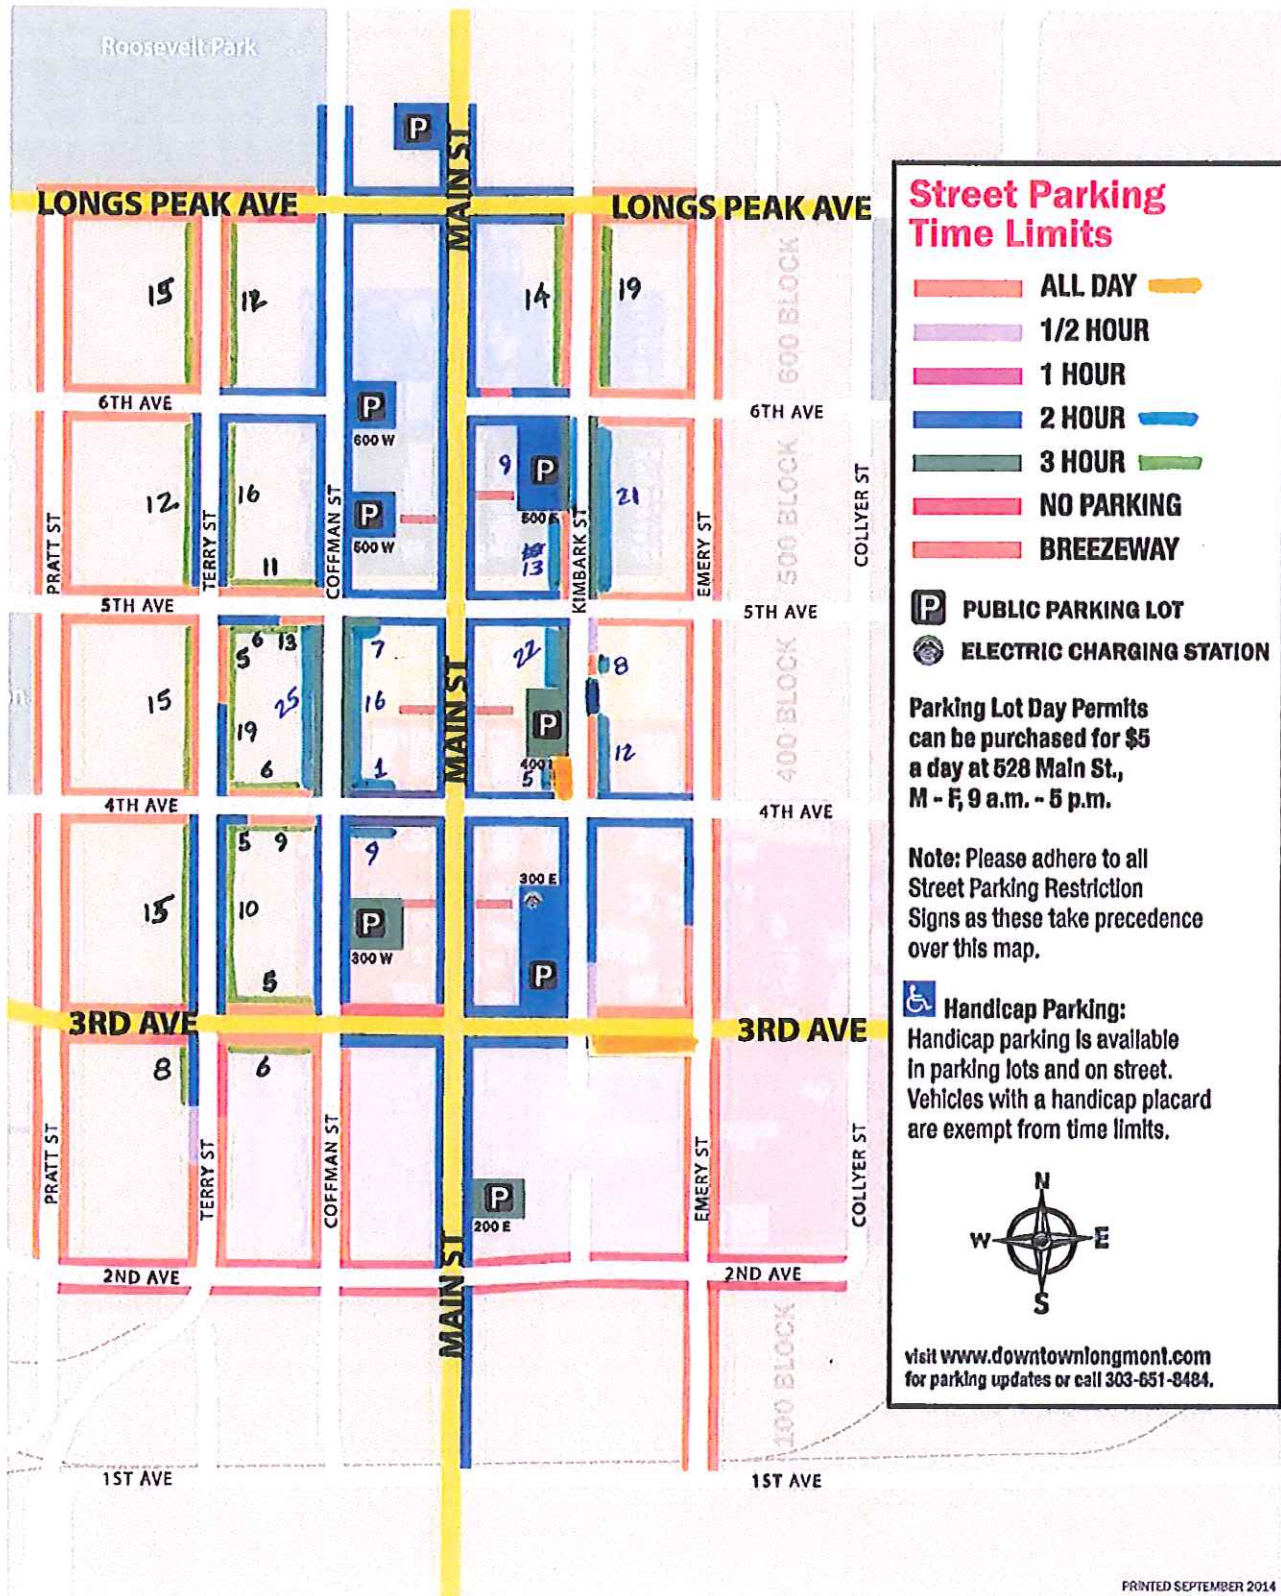 Roosevelt Park
P
MAIN ST
LONGS PEAK AVE
LONGS PEAK AVE
15
12
14
19
600 BLOCK
6TH AVE
P
600 W
6TH AVE
12
16
11
P
500 W
9
P
13
21
500 BLOCK
PRATT ST
TERRY ST
COFFMAN ST
KIMBARK ST
EMERY ST
COLLYER ST
5TH AVE
5TH AVE
15
5
6
13
25
19
6
7
16
1
MAIN ST
22
P
5
8
12
400 BLOCK
4TH AVE
4TH AVE
15
5
9
10
5
9
P
300 W
300 E
P
3RD AVE
3RD AVE
8
6
PRATT ST
TERRY ST
COFFMAN ST
EMERY ST
COLLYER ST
P
200 E
2ND AVE
MAIN ST
2ND AVE
100 BLOCK
1ST AVE
1ST AVE
Street Parking
Time Limits
ALL DAY
1/2 HOUR
1 HOUR
2 HOUR
3 HOUR
NO PARKING
BREEZEWAY
P PUBLIC PARKING LOT
ELECTRIC CHARGING STATION
Parking Lot Day Permits
can be purchased for $5
a day at 528 Main St.,
M - F, 9 a.m. - 5 p.m.
Note: Please adhere to all
Street Parking Restriction
Signs as these take precedence
over this map.
Handicap Parking:
Handicap parking is available
in parking lots and on street.
Vehicles with a handicap placard
are exempt from time limits.
N
W
E
S
visit www.downtownlongmont.com
for parking updates or call 303-651-8484.
PRINTED SEPTEMBER 2014